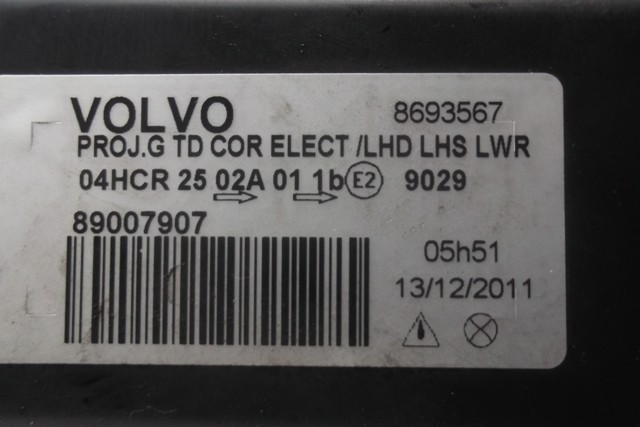 VOLVO 8693567
PROJ.G TD COR ELECT /LHD LHS LWR
04HCR 25 02A 01 1b E2 9029
89007907
05h51
13/12/2011